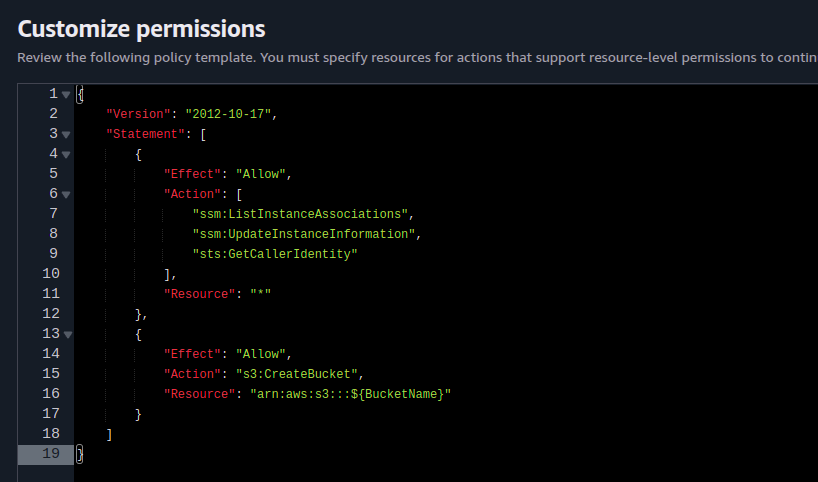 Customize permissions
Review the following policy template. You must specify resources for actions that support resource-level permissions to contin
1 {
2 "Version": "2012-10-17",
3 "Statement": [
4 {
5 "Effect": "Allow",
6 "Action": [
7 "ssm:ListInstanceAssociations",
8 "ssm:UpdateInstanceInformation",
9 "sts:GetCallerIdentity"
10 ],
11 "Resource": "*"
12 },
13 {
14 "Effect": "Allow",
15 "Action": "s3:CreateBucket",
16 "Resource": "arn:aws:s3:::${BucketName}"
17 }
18 ]
19 }